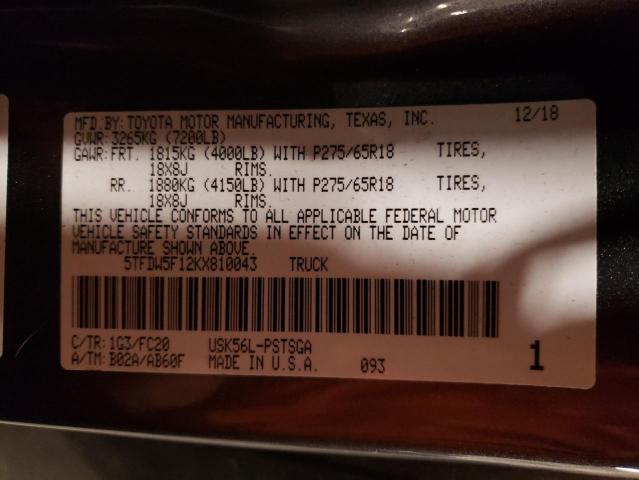 MFD.BY:TOYOTA MOTOR MANUFACTURING, TEXAS, INC. 12/18
GVWR:3265KG (7200LB)
GAWR:FRT. 1815KG (4000LB) WITH P275/65R18 TIRES,
18X8J RIMS.
RR. 1880KG (4150LB) WITH P275/65R18 TIRES,
18X8J RIMS.
THIS VEHICLE CONFORMS TO ALL APPLICABLE FEDERAL MOTOR
VEHICLE SAFETY STANDARDS IN EFFECT ON THE DATE OF
MANUFACTURE SHOWN ABOVE.
5TFDW5F12KX810043 TRUCK
C/TR:1G3/FC20 USK56L-PSTSGA
A/TM:B02A/AB60F MADE IN U.S.A. 093 1